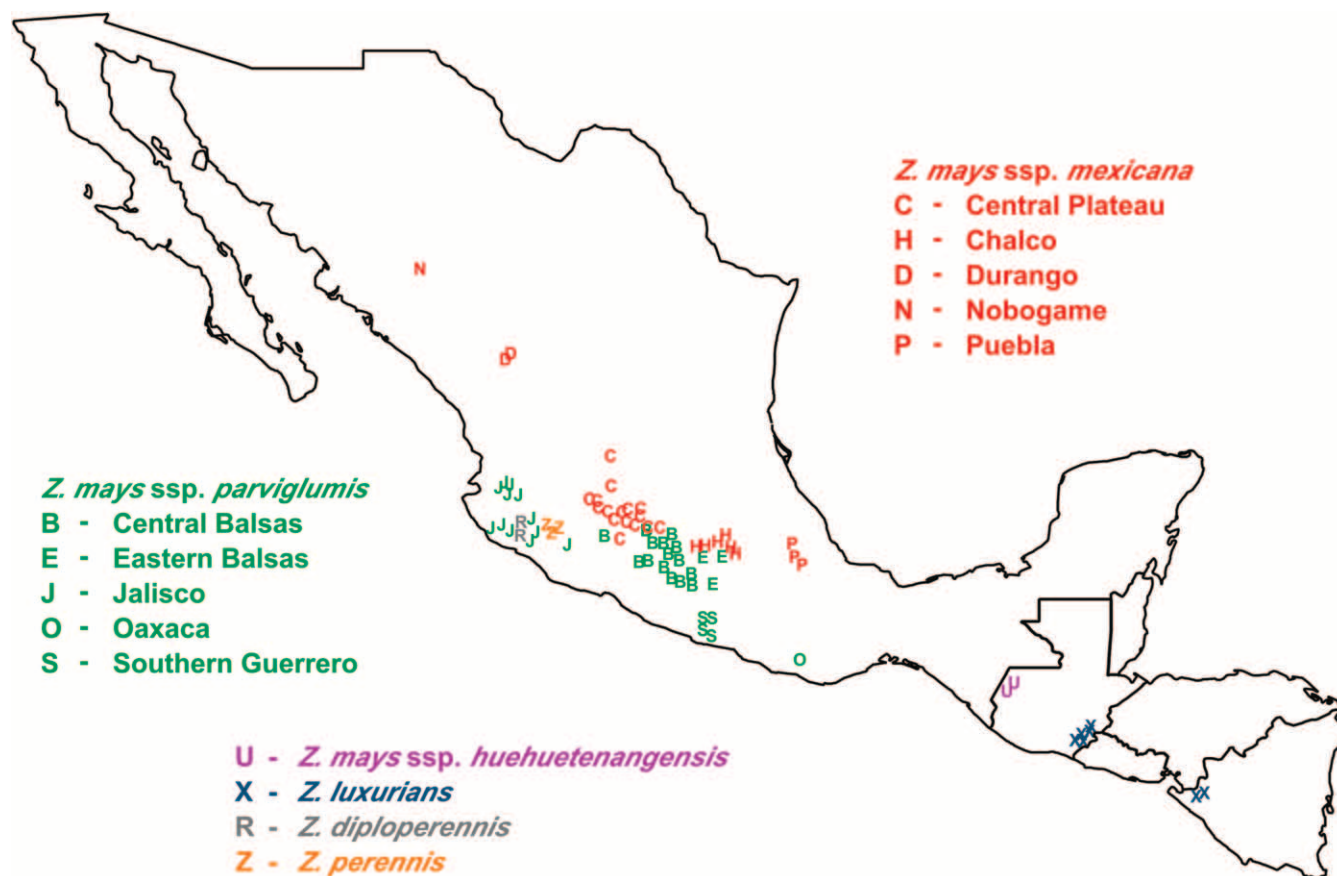 Z. mays ssp. mexicana
C - Central Plateau
H - Chalco
D - Durango
N - Nobogame
P - Puebla
Z. mays ssp. parviglumis
B - Central Balsas
E - Eastern Balsas
J - Jalisco
O - Oaxaca
S - Southern Guerrero
U - Z. mays ssp. huehuetenangensis
X - Z. luxurians
R - Z. diploperennis
Z - Z. perennis